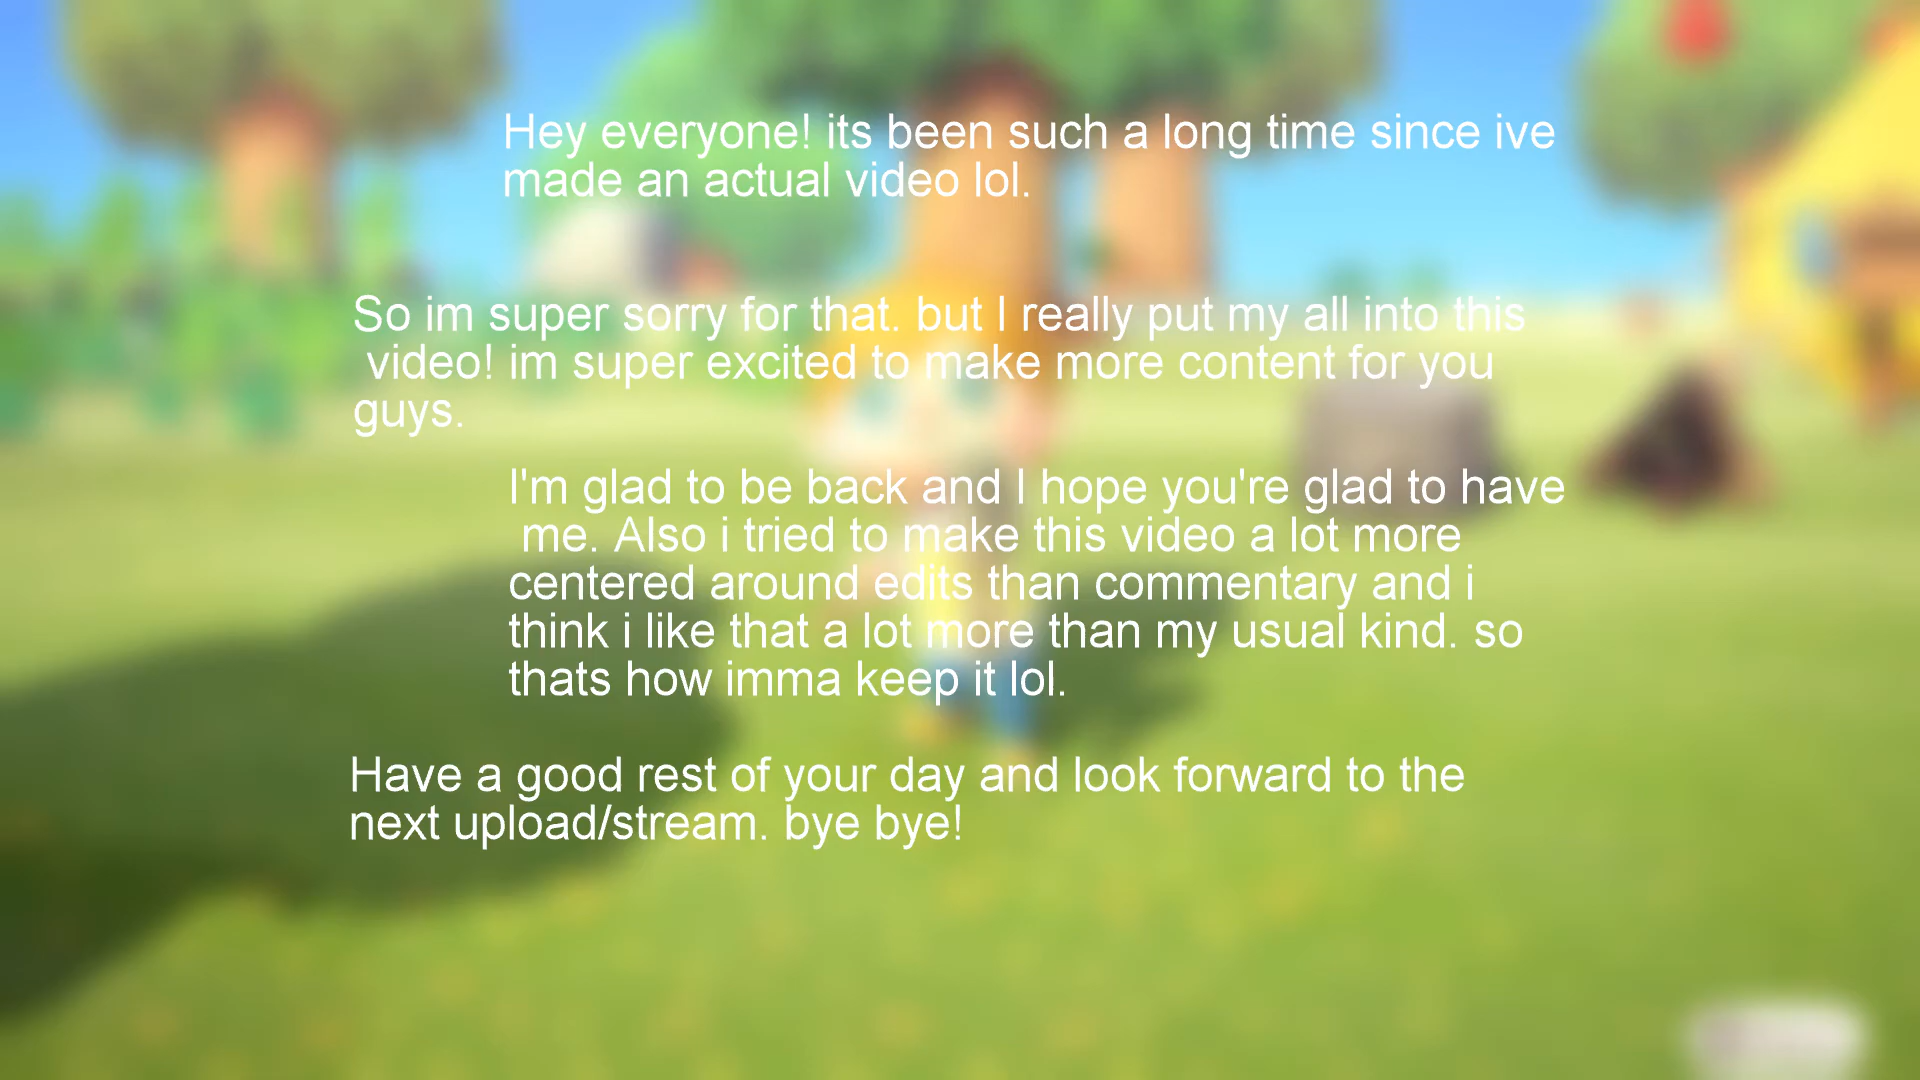 Hey everyone! its been such a long time since ive
made an actual video lol.
So im super sorry for that. but I really put my all into this
video! im super excited to make more content for you
guys.
I'm glad to be back and I hope you're glad to have
me. Also i tried to make this video a lot more
centered around edits than commentary and i
think i like that a lot more than my usual kind. so
thats how imma keep it lol.
Have a good rest of your day and look forward to the
next upload/stream. bye bye!